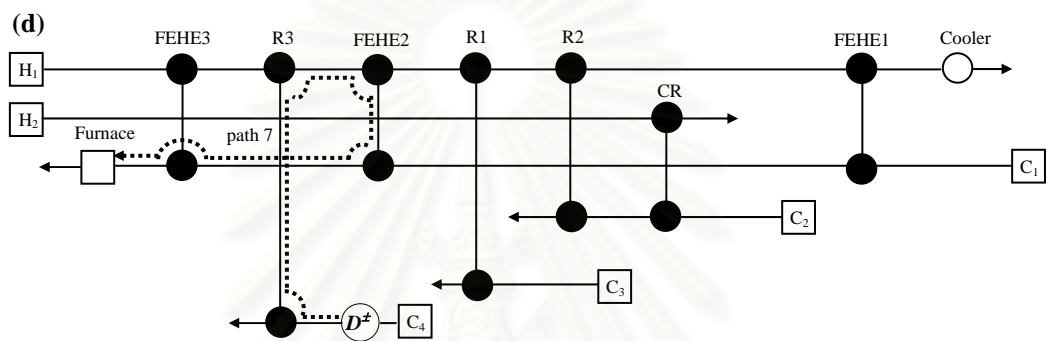 (d)
FEHE3 R3 FEHE2 R1 R2 FEHE1 Cooler
H₁
CR
H₂
Furnace path 7
C₁
C₂
C₃
D± C₄